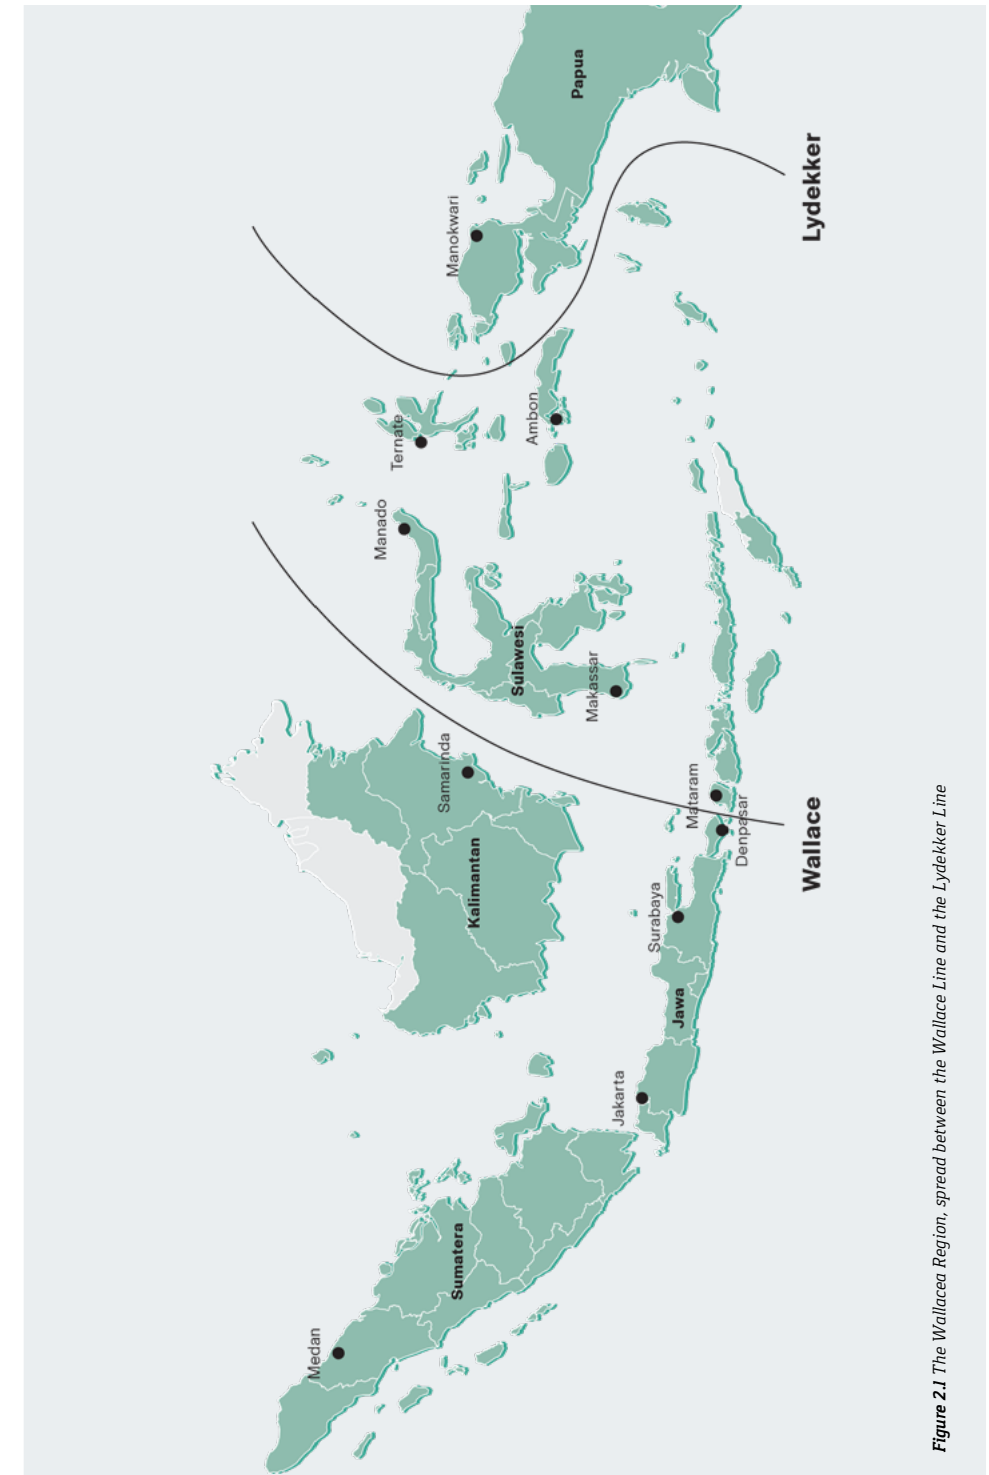 Medan
Sumatera
Jakarta
Jawa
Surabaya
Kalimantan
Samarinda
Denpasar
Mataram
Makassar
Sulawesi
Manado
Ternate
Ambon
Manokwari
Papua
Wallace
Lydekker
Figure 2.1 The Wallacea Region, spread between the Wallace Line and the Lydekker Line